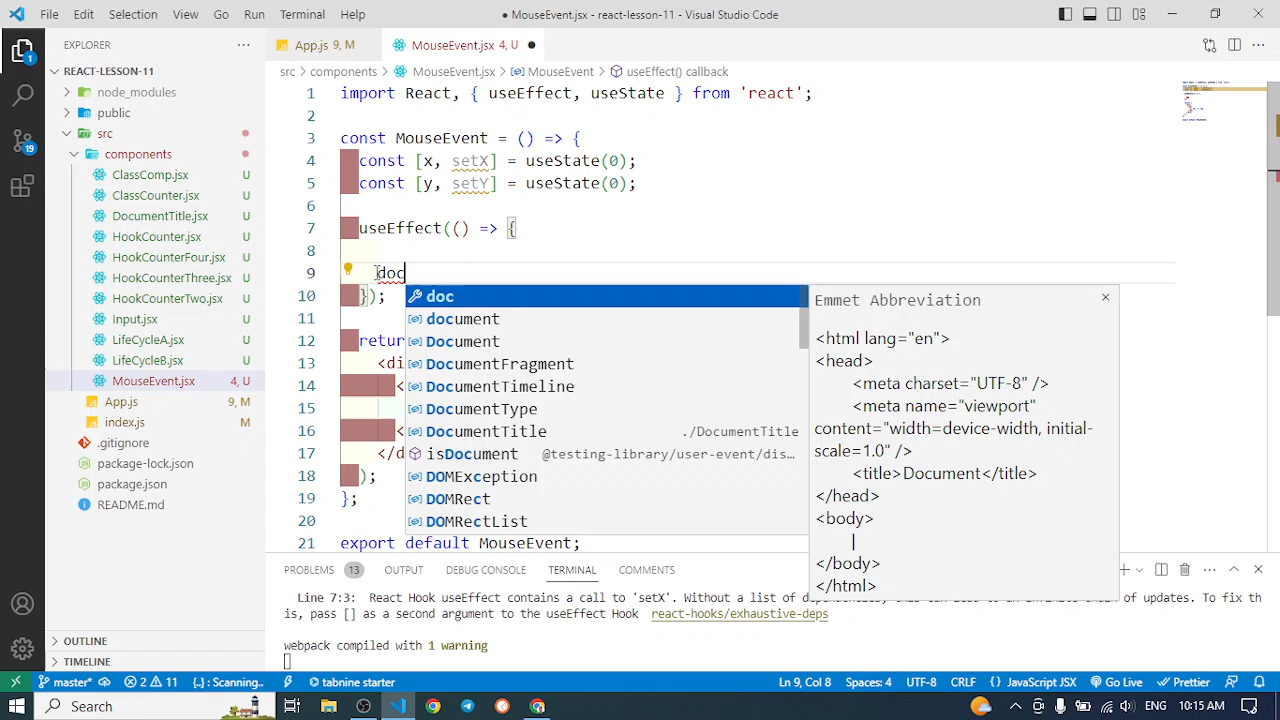 File Edit Selection View Go Run Terminal Help
● MouseEvent.jsx - react-lesson-11 - Visual Studio Code
EXPLORER
REACT-LESSON-11
node_modules
public
src
components
ClassComp.jsx U
ClassCounter.jsx U
DocumentTitle.jsx U
HookCounter.jsx U
HookCounterFour.jsx U
HookCounterThree.jsx U
HookCounterTwo.jsx U
Input.jsx U
LifeCycleA.jsx U
LifeCycleB.jsx U
MouseEvent.jsx 4, U
App.js 9, M
index.js M
.gitignore
package-lock.json
package.json
README.md
OUTLINE
TIMELINE
1
19
App.js 9, M
MouseEvent.jsx 4, U ●
src > components > MouseEvent.jsx > MouseEvent > useEffect() callback
1 import React, { useEffect, useState } from 'react';
2
3 const MouseEvent = () => {
4 const [x, setX] = useState(0);
5 const [y, setY] = useState(0);
6
7 useEffect(() => {
8
9 doc
10 });
11
12 retur
13 <di
14 <
15
16 <
17 </d
18 );
19 };
20
21 export default MouseEvent;
doc
document
Document
DocumentFragment
DocumentTimeline
DocumentType
DocumentTitle ./DocumentTitle
isDocument @testing-library/user-event/dis...
DOMException
DOMRect
DOMRectList
Emmet Abbreviation
<html lang="en">
<head>
<meta charset="UTF-8" />
<meta name="viewport"
content="width=device-width, initial-
scale=1.0" />
<title>Document</title>
</head>
<body>
|
</body>
</html>
PROBLEMS 13 OUTPUT DEBUG CONSOLE TERMINAL COMMENTS
Line 7:3: React Hook useEffect contains a call to 'setX'. Without a list of
of updates. To fix th
is, pass [] as a second argument to the useEffect Hook react-hooks/exhaustive-deps
webpack compiled with 1 warning
master* 2 11 {..} : Scanning.. tabnine starter
Ln 9, Col 8 Spaces: 4 UTF-8 CRLF {} JavaScript JSX Go Live Prettier
Search
10:15 AM